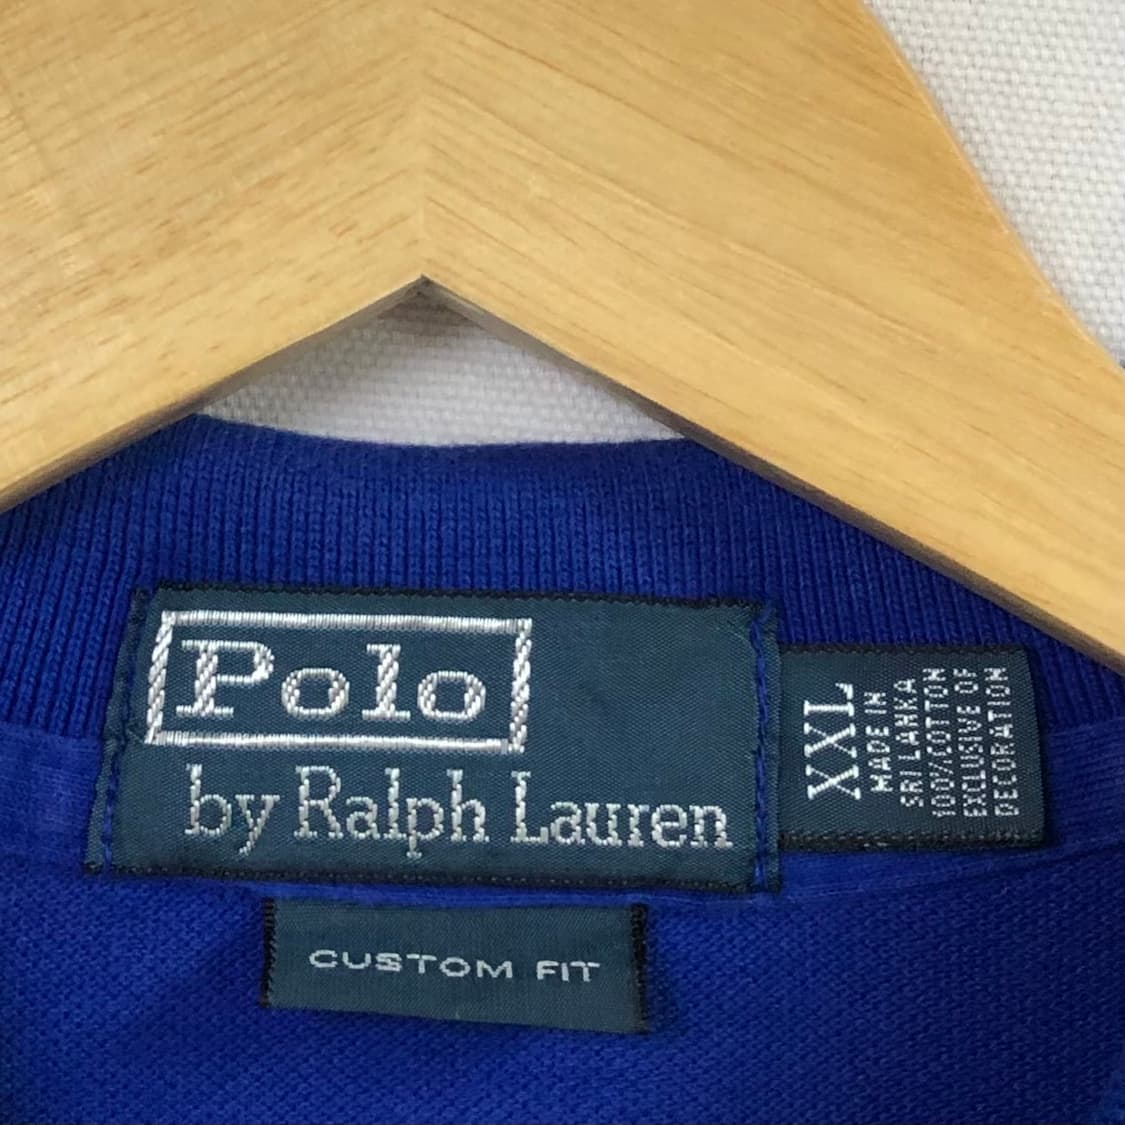 Polo
by Ralph Lauren
XXL
MADE IN
SRI LANKA
100% COTTON
EXCLUSIVE OF
DECORATION
CUSTOM FIT